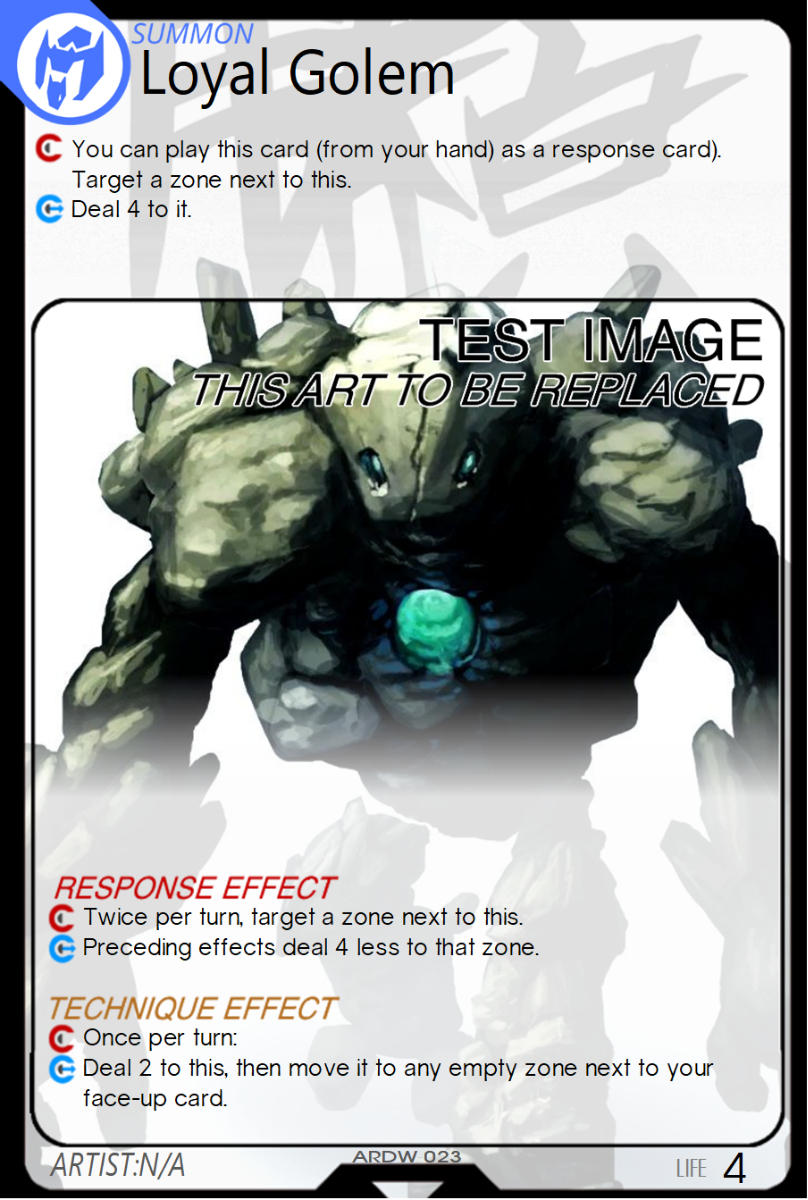 SUMMON
Loyal Golem
You can play this card (from your hand) as a response card).
Target a zone next to this.
Deal 4 to it.
TEST IMAGE
THIS ART TO BE REPLACED
RESPONSE EFFECT
Twice per turn, target a zone next to this.
Preceding effects deal 4 less to that zone.
TECHNIQUE EFFECT
Once per turn:
Deal 2 to this, then move it to any empty zone next to your
face-up card.
ARTIST:N/A
ARDW 023
LIFE 4